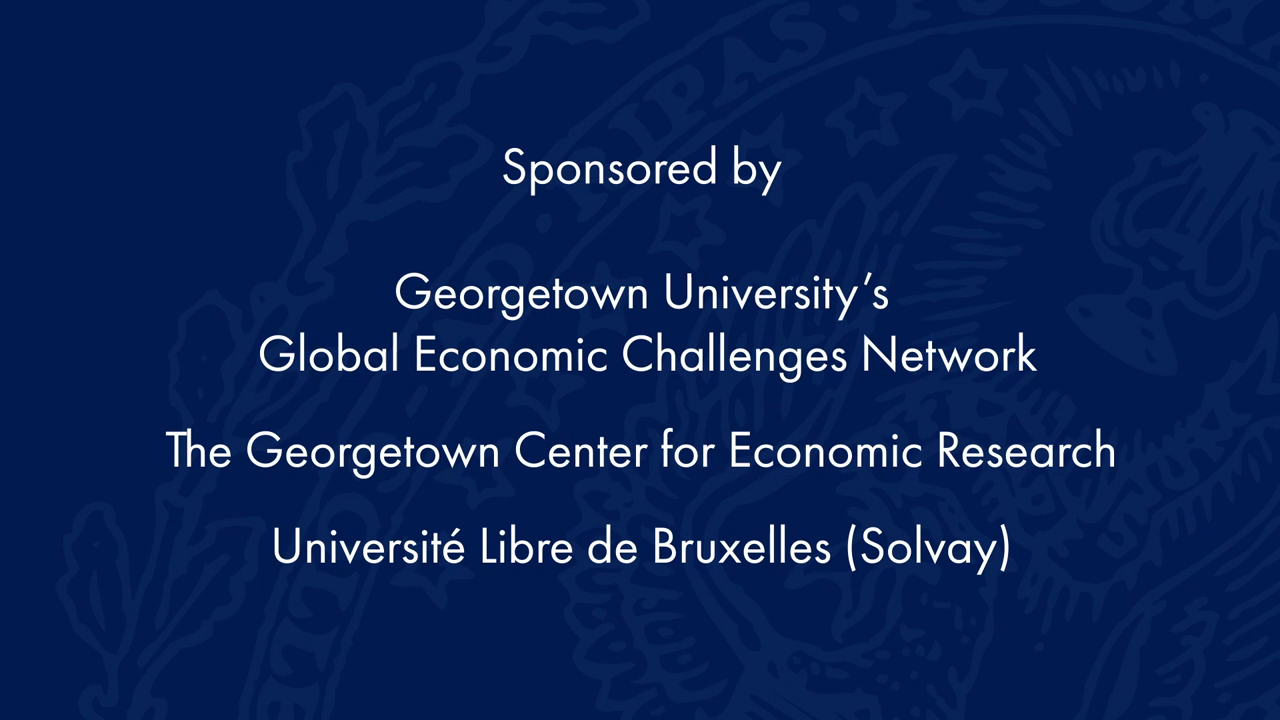 Sponsored by
Georgetown University’s
Global Economic Challenges Network
The Georgetown Center for Economic Research
Université Libre de Bruxelles (Solvay)